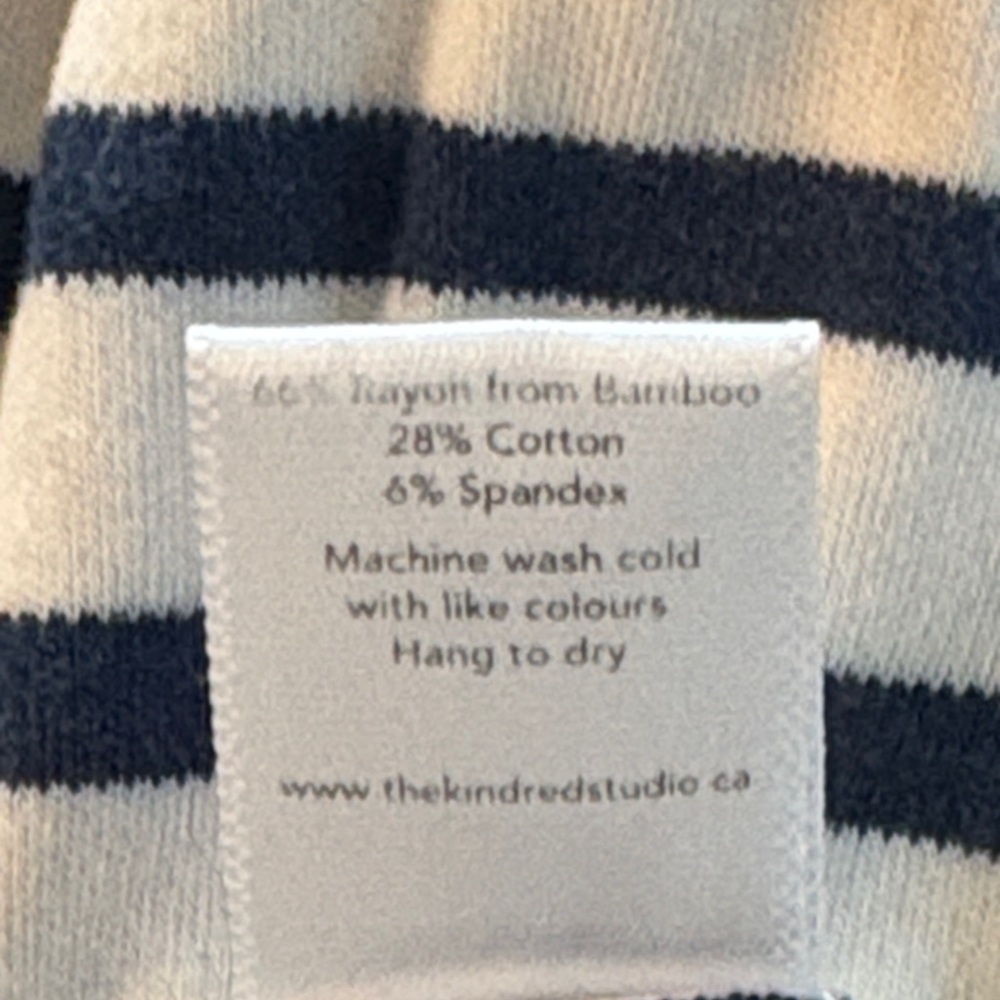 66% Rayon from Bamboo
28% Cotton
6% Spandex
Machine wash cold
with like colours
Hang to dry
www.thekindredstudio.ca